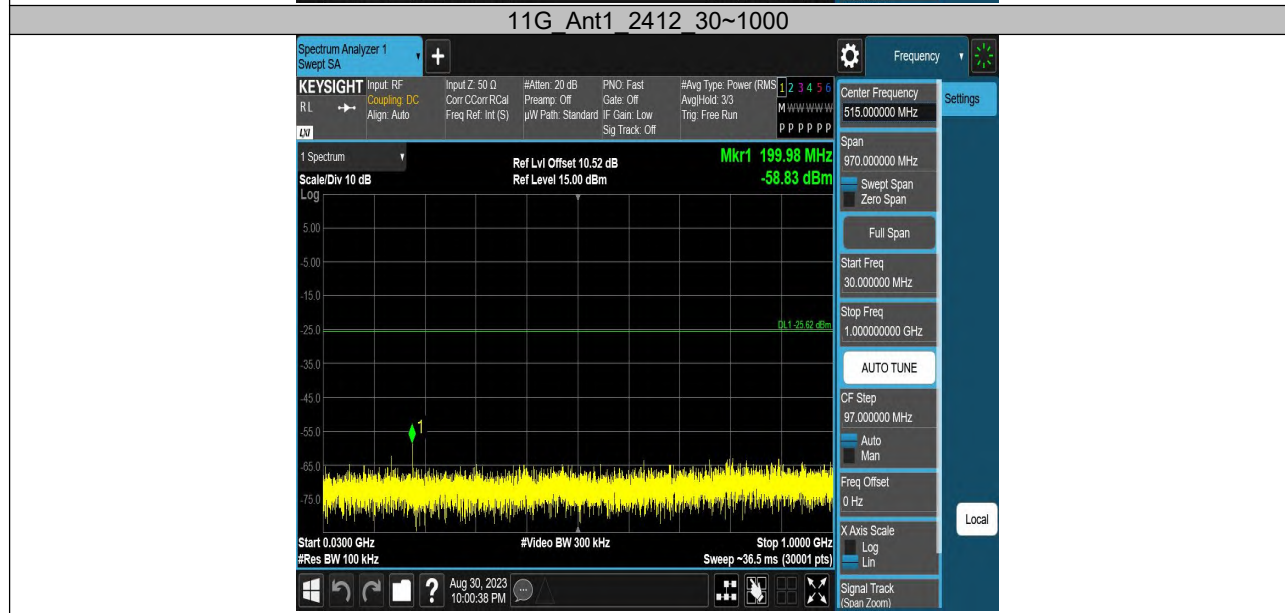 11G_Ant1_2412_30~1000
Spectrum Analyzer 1
Swept SA
+
Frequency
KEYSIGHT
RL
LXI
Input: RF
Coupling: DC
Align: Auto
Input Z: 50 Ω
Corr CCorr RCal
Freq Ref: Int (S)
#Atten: 20 dB
Preamp: Off
µW Path: Standard
PNO: Fast
Gate: Off
IF Gain: Low
Sig Track: Off
#Avg Type: Power (RMS
Avg|Hold: 3/3
Trig: Free Run
1 2 3 4 5 6
M W W W W W
P P P P P P
1 Spectrum
Scale/Div 10 dB
Ref Lvl Offset 10.52 dB
Ref Level 15.00 dBm
Mkr1 199.98 MHz
-58.83 dBm
Log
5.00
-5.00
-15.0
-25.0
DL1 -25.62 dBm
-35.0
-45.0
-55.0
1
-65.0
-75.0
Start 0.0300 GHz
#Res BW 100 kHz
#Video BW 300 kHz
Stop 1.0000 GHz
Sweep ~36.5 ms (30001 pts)
Center Frequency
515.000000 MHz
Settings
Span
970.000000 MHz
Swept Span
Zero Span
Full Span
Start Freq
30.000000 MHz
Stop Freq
1.000000000 GHz
AUTO TUNE
CF Step
97.000000 MHz
Auto
Man
Freq Offset
0 Hz
X Axis Scale
Log
Lin
Local
Signal Track
(Span Zoom)
?
Aug 30, 2023
10:00:38 PM